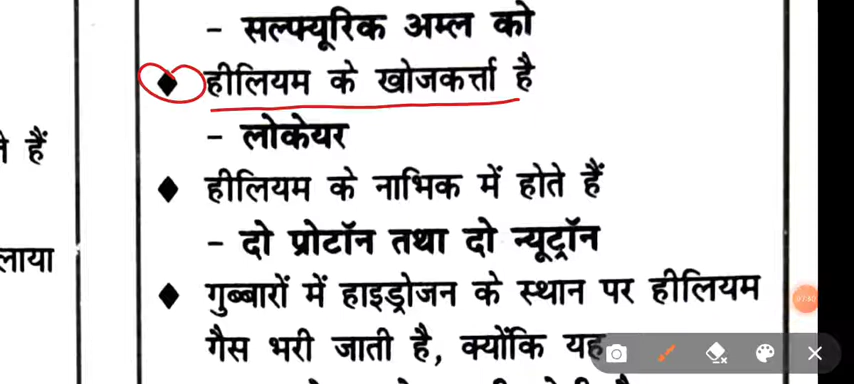 – सल्फ्यूरिक अम्ल को
♦ हीलियम के खोजकर्त्ता है
– लोकेयर
ते हैं
♦ हीलियम के नाभिक में होते हैं
– दो प्रोटॉन तथा दो न्यूट्रॉन
लाया
♦ गुब्बारों में हाइड्रोजन के स्थान पर हीलियम
गैस भरी जाती है, क्योंकि यह